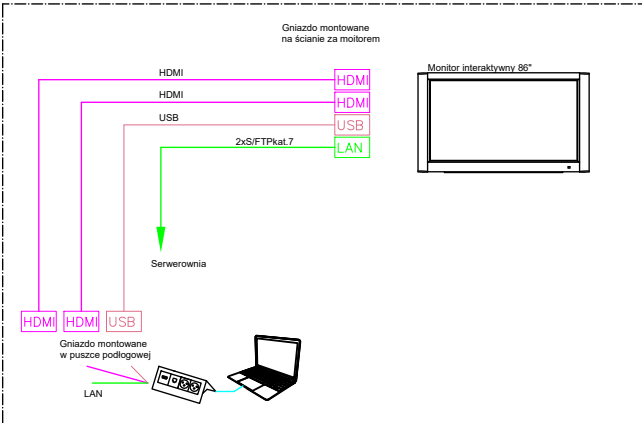 Gniazdo montowane
na ścianie za moitorem
Monitor interaktywny 86"
HDMI
HDMI
HDMI
HDMI
USB
USB
2xS/FTPkat.7
LAN
Serwerownia
HDMI
HDMI
USB
Gniazdo montowane
w puszce podłogowej
LAN